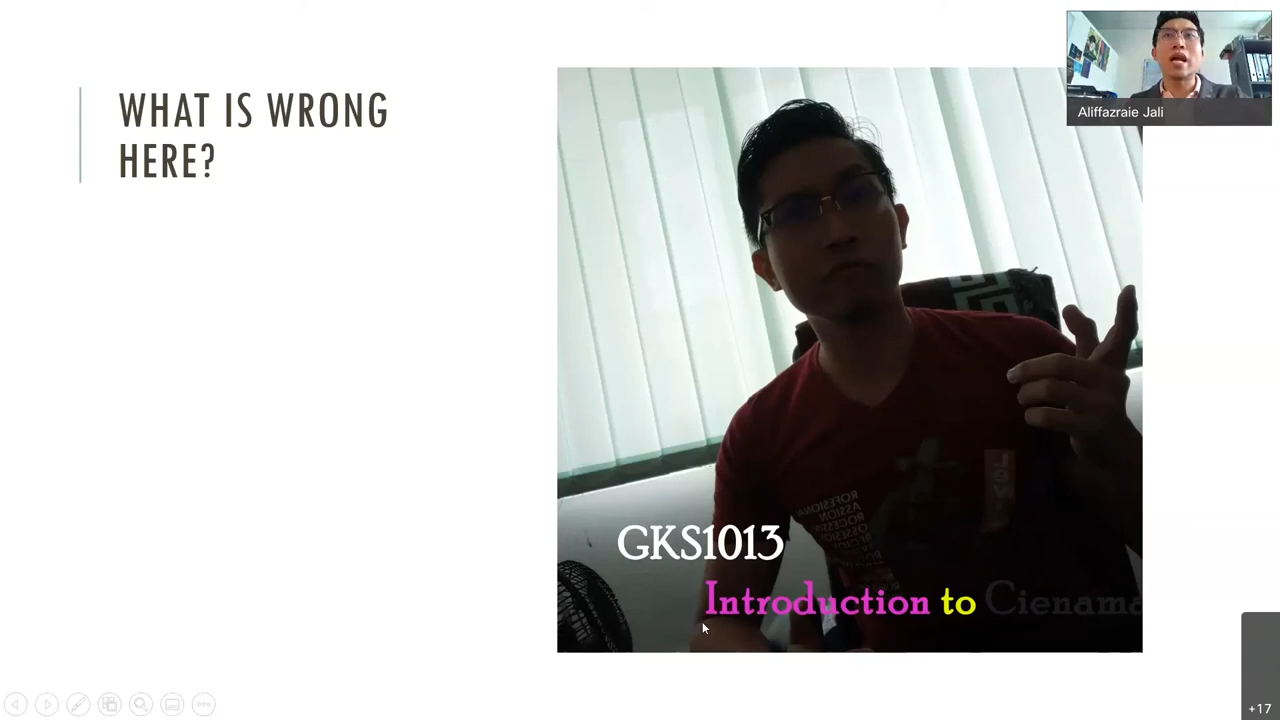 WHAT IS WRONG
HERE?
Aliffazraie Jali
GKS1013
Introduction to Cienama
+17